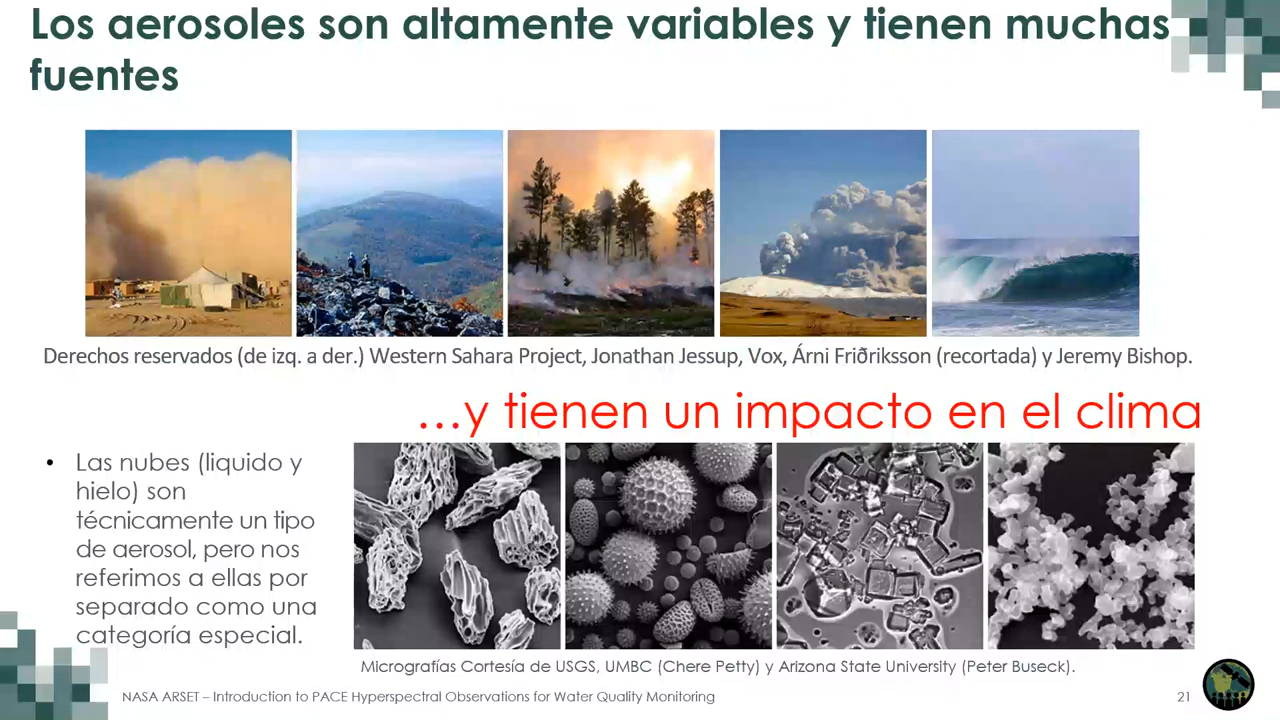 Los aerosoles son altamente variables y tienen muchas
fuentes
Derechos reservados (de izq. a der.) Western Sahara Project, Jonathan Jessup, Vox, Árni Friðriksson (recortada) y Jeremy Bishop.
...y tienen un impacto en el clima
• Las nubes (liquido y
hielo) son
técnicamente un tipo
de aerosol, pero nos
referimos a ellas por
separado como una
categoría especial.
Micrografías Cortesía de USGS, UMBC (Chere Petty) y Arizona State University (Peter Buseck).
NASA ARSET – Introduction to PACE Hyperspectral Observations for Water Quality Monitoring
21